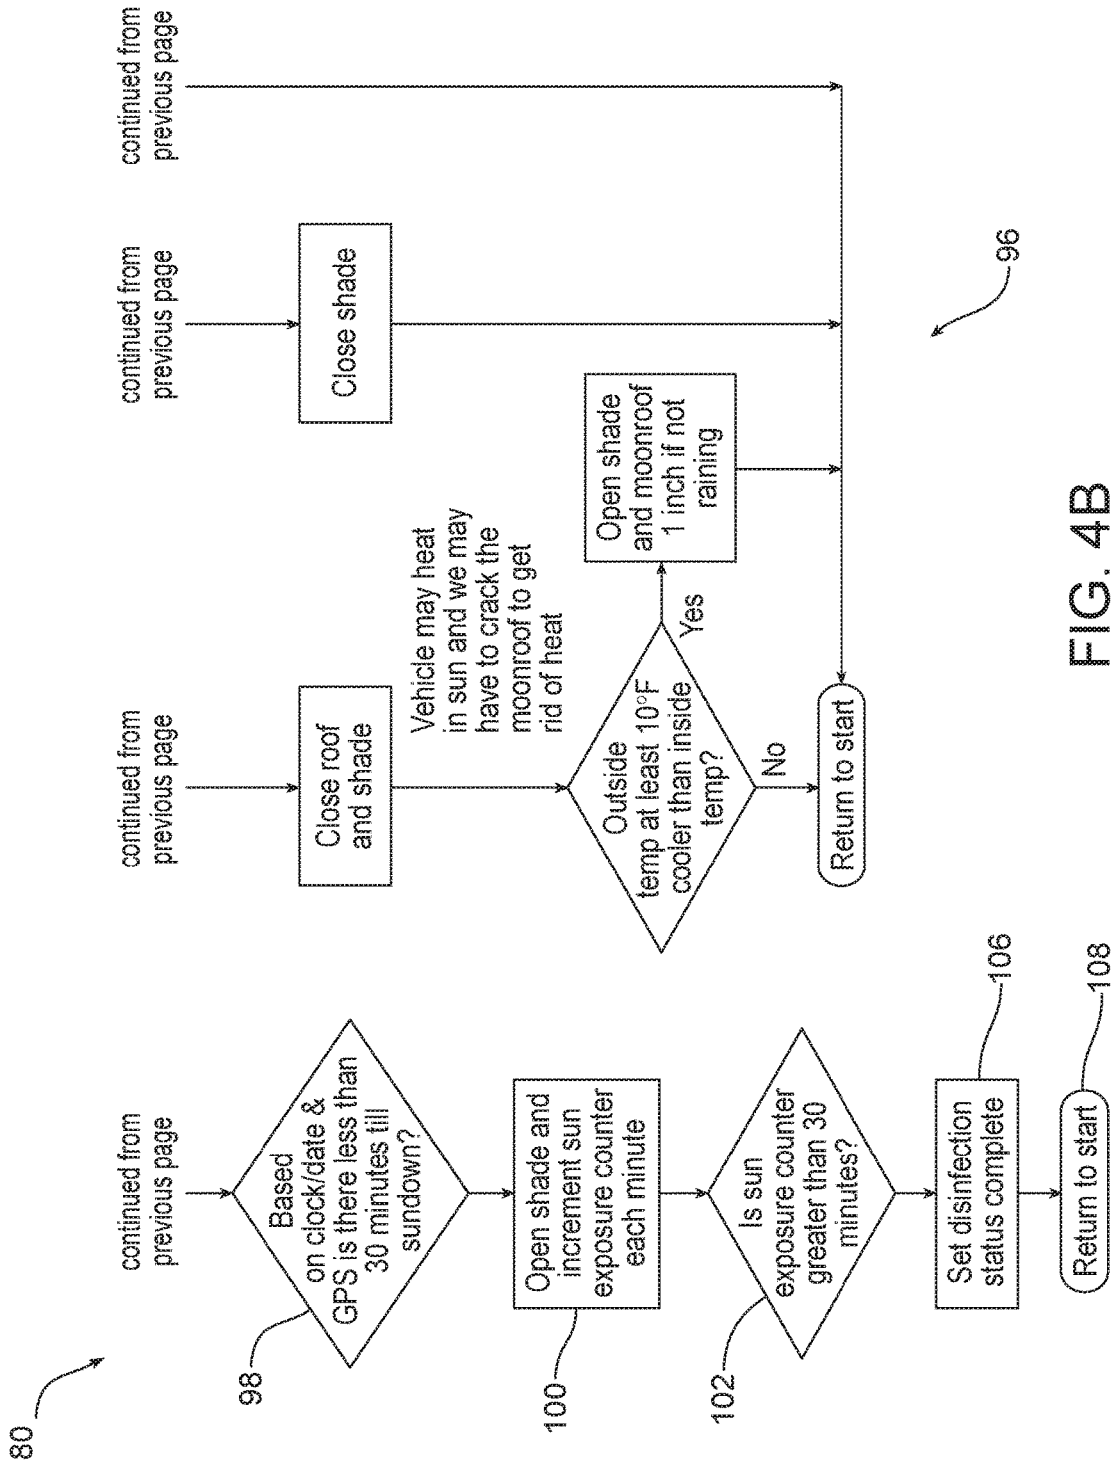 80
continued from
previous page
98
Based
on clock/date &
GPS is there less than
30 minutes till
sundown?
100
Open shade and
increment sun
exposure counter
each minute
102
Is sun
exposure counter
greater than 30
minutes?
Set disinfection
status complete
106
Return to start
108
continued from
previous page
Close roof
and shade
Vehicle may heat
in sun and we may
have to crack the
moonroof to get
rid of heat
Outside
temp at least 10°F
cooler than inside
temp?
Yes
No
Open shade
and moonroof
1 inch if not
raining
Return to start
continued from
previous page
Close shade
continued from
previous page
96
FIG. 4B